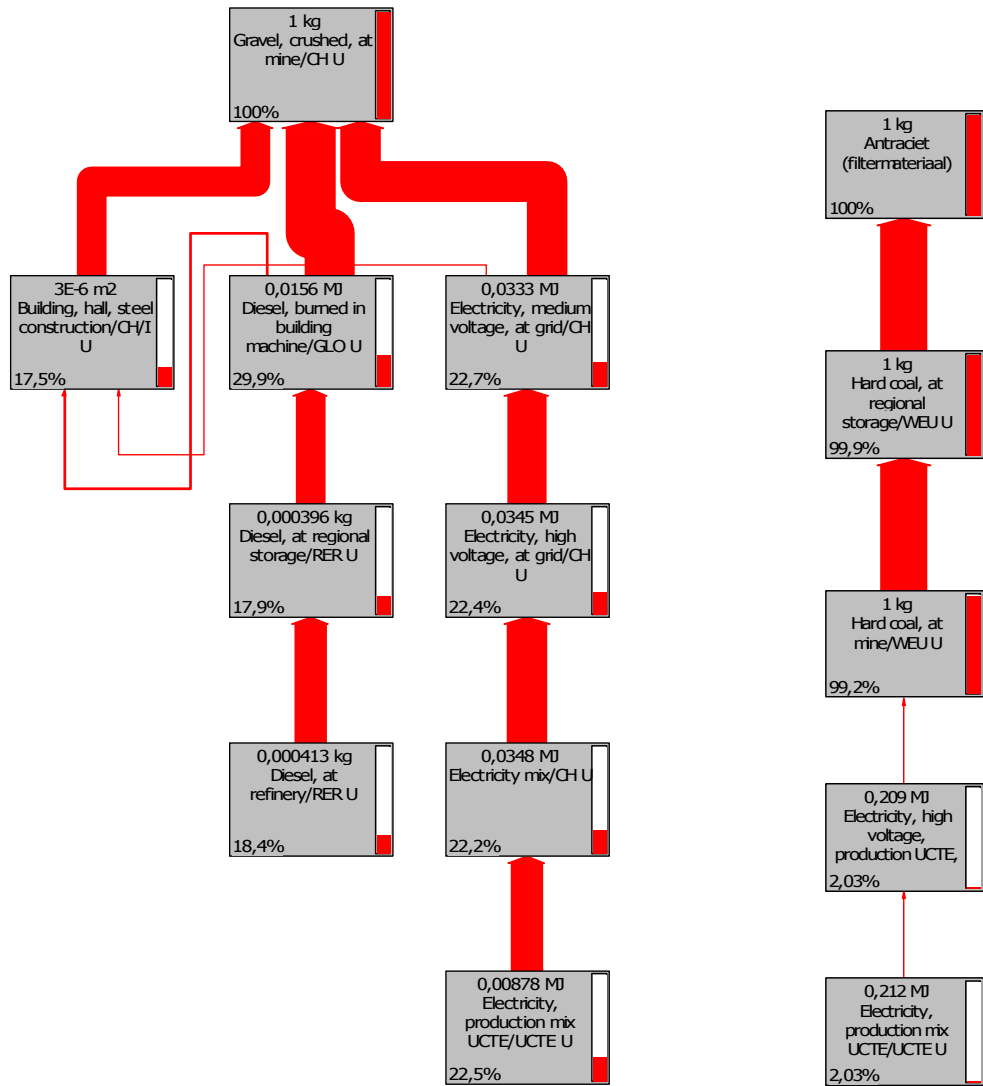 1 kg
Gravel, crushed, at
mine/CH U
100%
3E-6 m2
Building, hall, steel
construction/CH/I
U
17,5%
0,0156 MJ
Diesel, burned in
building
machine/GLO U
29,9%
0,0333 MJ
Electricity, medium
voltage, at grid/CH
U
22,7%
0,000396 kg
Diesel, at regional
storage/RER U
17,9%
0,0345 MJ
Electricity, high
voltage, at grid/CH
U
22,4%
0,000413 kg
Diesel, at
refinery/RER U
18,4%
0,0348 MJ
Electricity mix/CH U
22,2%
0,00878 MJ
Electricity,
production mix
UCTE/UCTE U
22,5%
1 kg
Antraciet
(filtermateriaal)
100%
1 kg
Hard coal, at
regional
storage/WEU U
99,9%
1 kg
Hard coal, at
mine/WEU U
99,2%
0,209 MJ
Electricity, high
voltage,
production UCTE,
2,03%
0,212 MJ
Electricity,
production mix
UCTE/UCTE U
2,03%